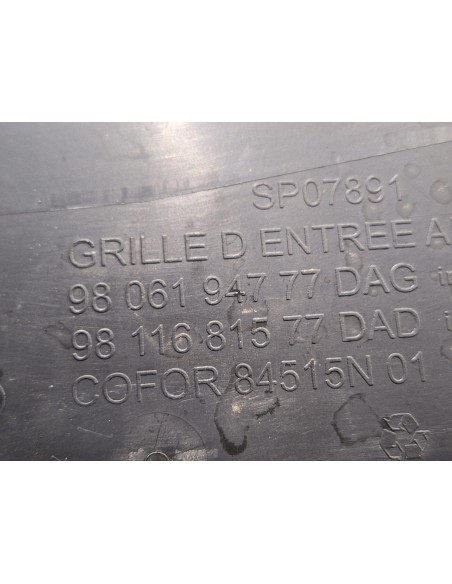 SP07891
GRILLE D ENTREE
98 061 947 77 DAG
98 116 815 77 DAD
COFOR 84515N 01